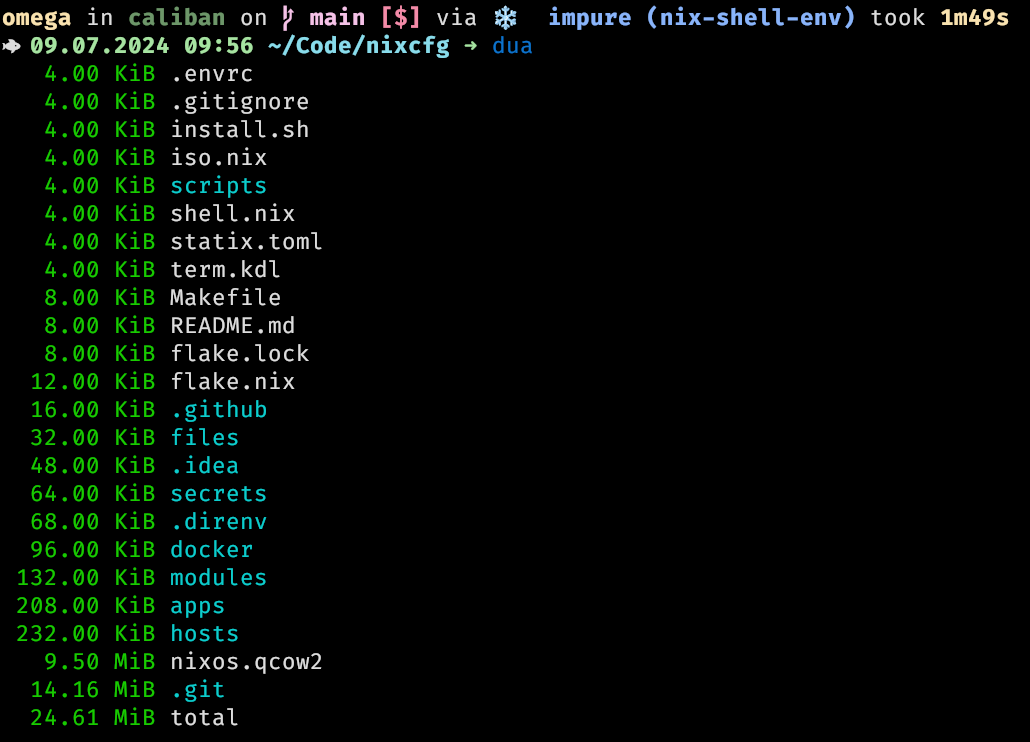 omega in caliban on main [$] via ❄️ impure (nix-shell-env) took 1m49s
09.07.2024 09:56 ~/Code/nixcfg → dua
4.00 KiB .envrc
4.00 KiB .gitignore
4.00 KiB install.sh
4.00 KiB iso.nix
4.00 KiB scripts
4.00 KiB shell.nix
4.00 KiB statix.toml
4.00 KiB term.kdl
8.00 KiB Makefile
8.00 KiB README.md
8.00 KiB flake.lock
12.00 KiB flake.nix
16.00 KiB .github
32.00 KiB files
48.00 KiB .idea
64.00 KiB secrets
68.00 KiB .direnv
96.00 KiB docker
132.00 KiB modules
208.00 KiB apps
232.00 KiB hosts
9.50 MiB nixos.qcow2
14.16 MiB .git
24.61 MiB total